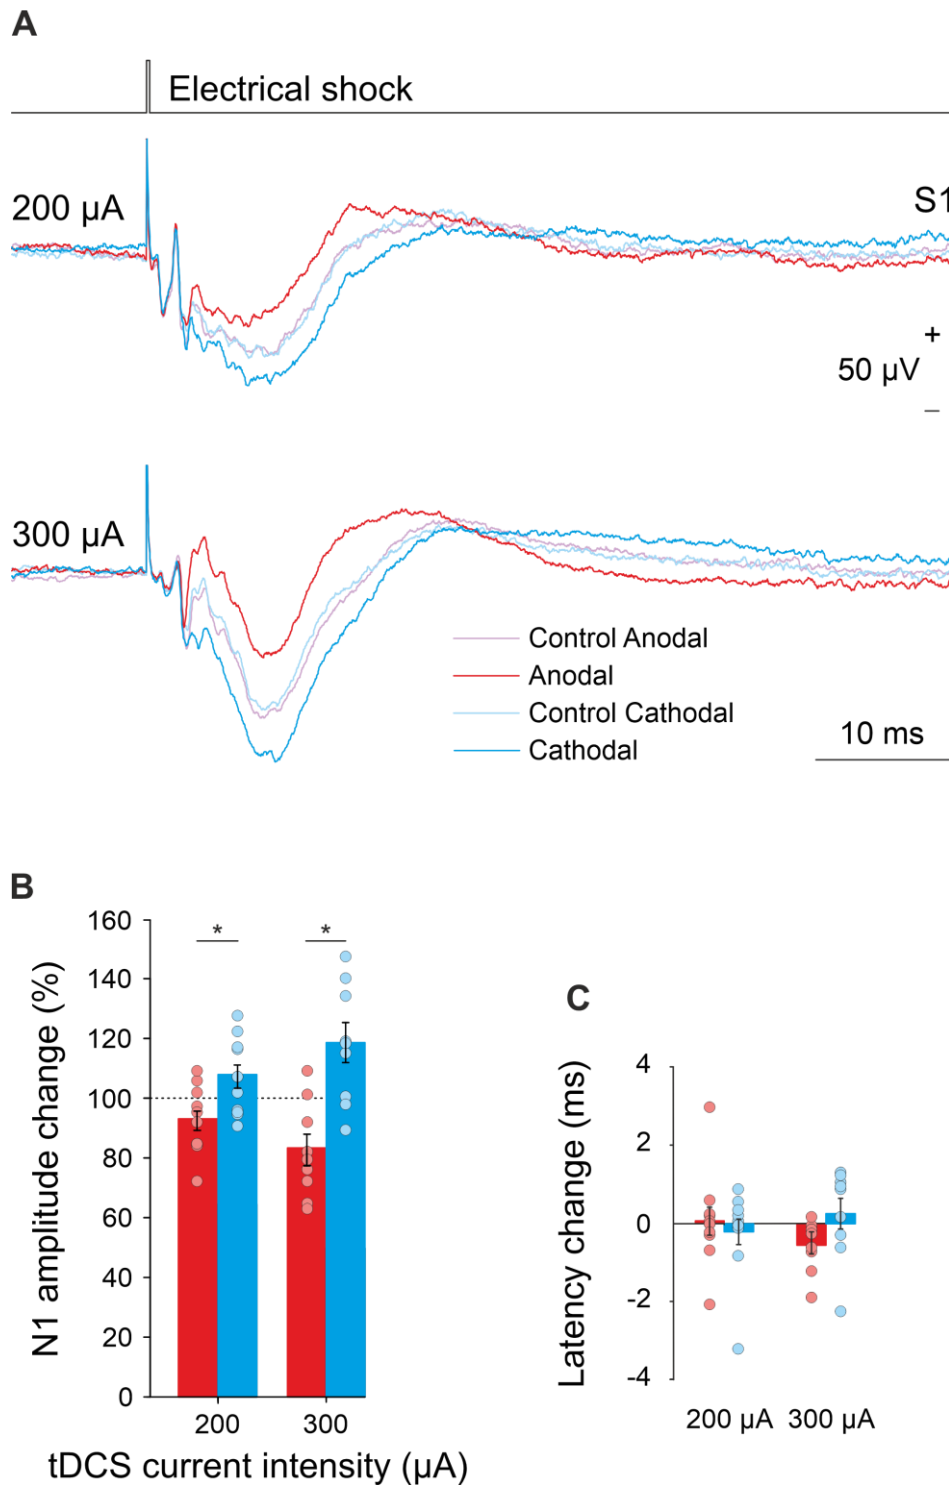 A
Electrical shock
200 µA
S1
+
50 µV
–
300 µA
Control Anodal
Anodal
Control Cathodal
Cathodal
10 ms
B
N1 amplitude change (%)
160
140
120
100
80
60
40
20
0
*
*
200
300
tDCS current intensity (µA)
C
Latency change (ms)
4
2
0
-2
-4
200 µA
300 µA